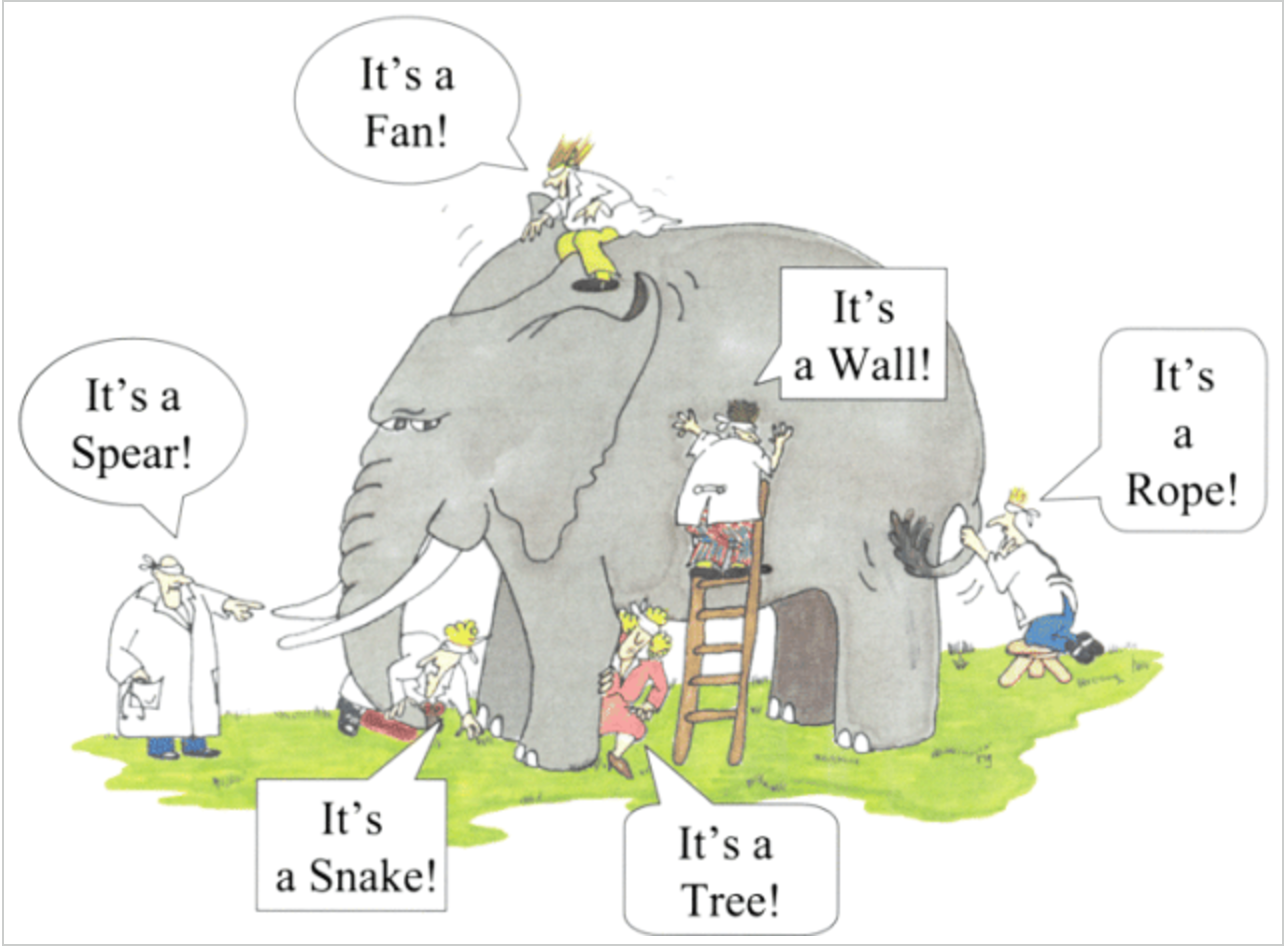 It's a
Fan!
It's
a Wall!
It's
a
Rope!
It's a
Spear!
It's
a Snake!
It's a
Tree!